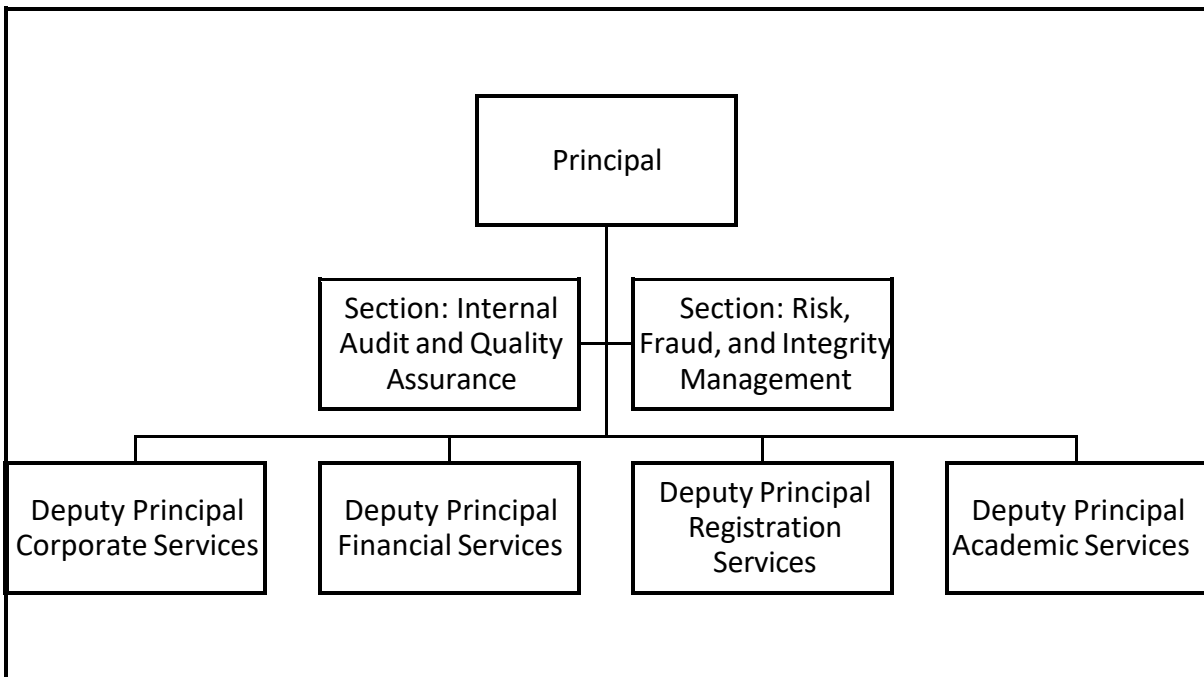 Principal
Section: Internal
Audit and Quality
Assurance
Section: Risk,
Fraud, and Integrity
Management
Deputy Principal
Corporate Services
Deputy Principal
Financial Services
Deputy Principal
Registration
Services
Deputy Principal
Academic Services